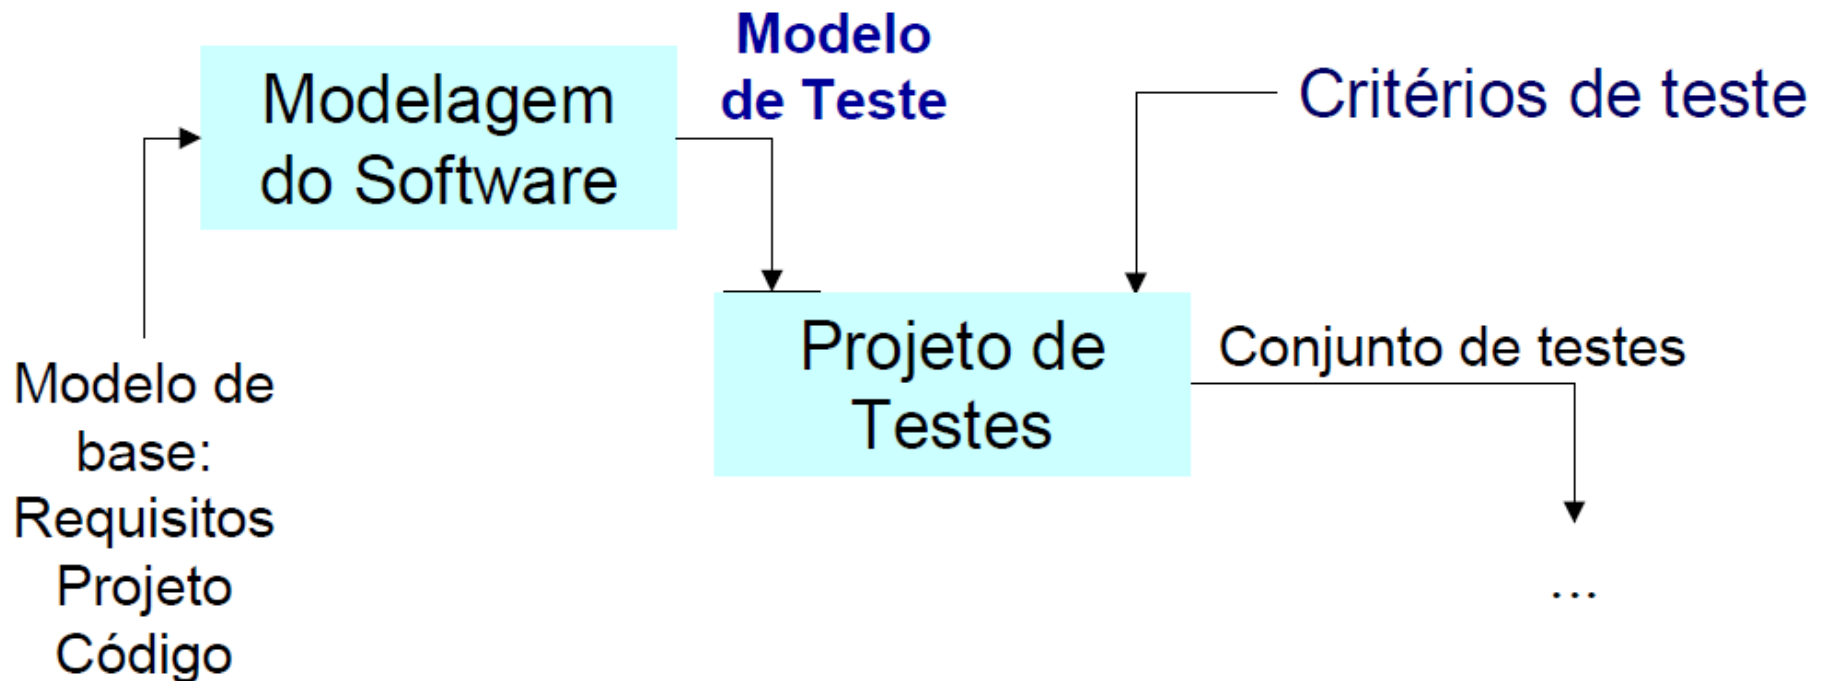 Modelo
de Teste
Modelagem
do Software
Critérios de teste
Projeto de
Testes
Conjunto de testes
Modelo de
base:
Requisitos
Projeto
Código
...